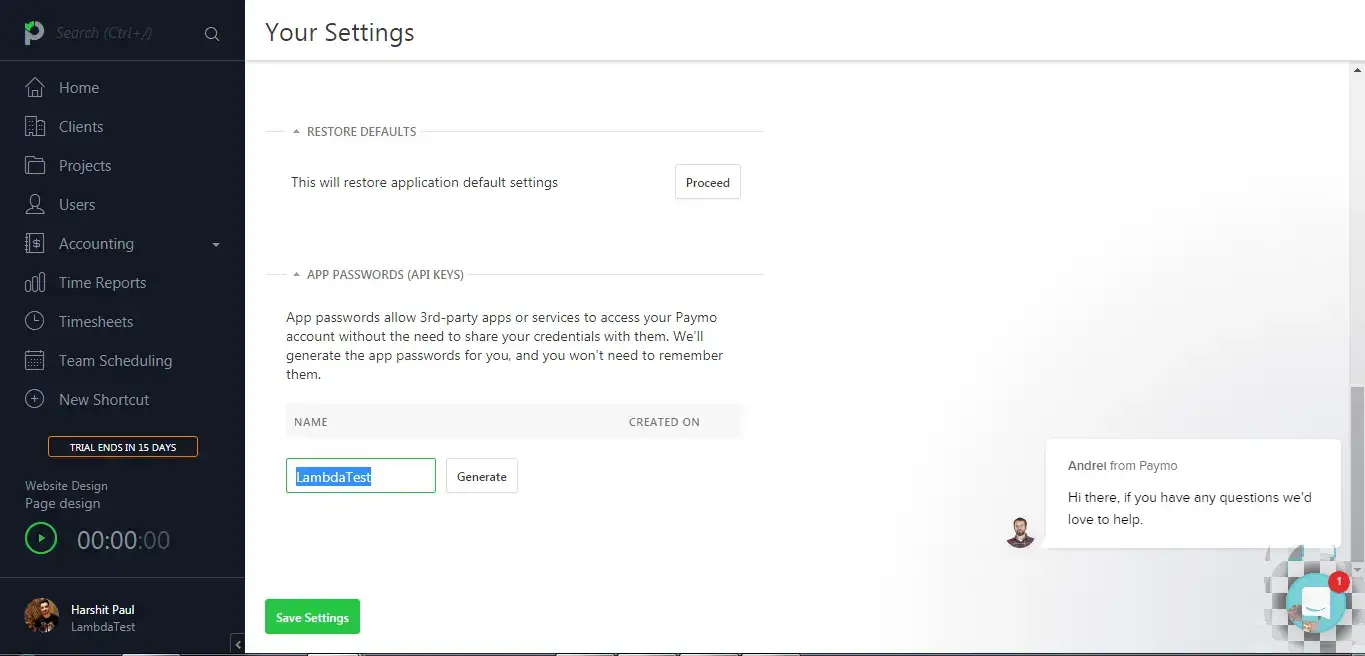 Search (Ctrl+/)
Home
Clients
Projects
Users
Accounting
Time Reports
Timesheets
Team Scheduling
New Shortcut
TRIAL ENDS IN 15 DAYS
Website Design
Page design
00:00:00
Harshit Paul
LambdaTest
Your Settings
RESTORE DEFAULTS
This will restore application default settings
Proceed
APP PASSWORDS (API KEYS)
App passwords allow 3rd-party apps or services to access your Paymo
account without the need to share your credentials with them. We'll
generate the app passwords for you, and you won't need to remember
them.
NAME CREATED ON
LambdaTest Generate
Save Settings
Andrei from Paymo
Hi there, if you have any questions we'd
love to help.
1